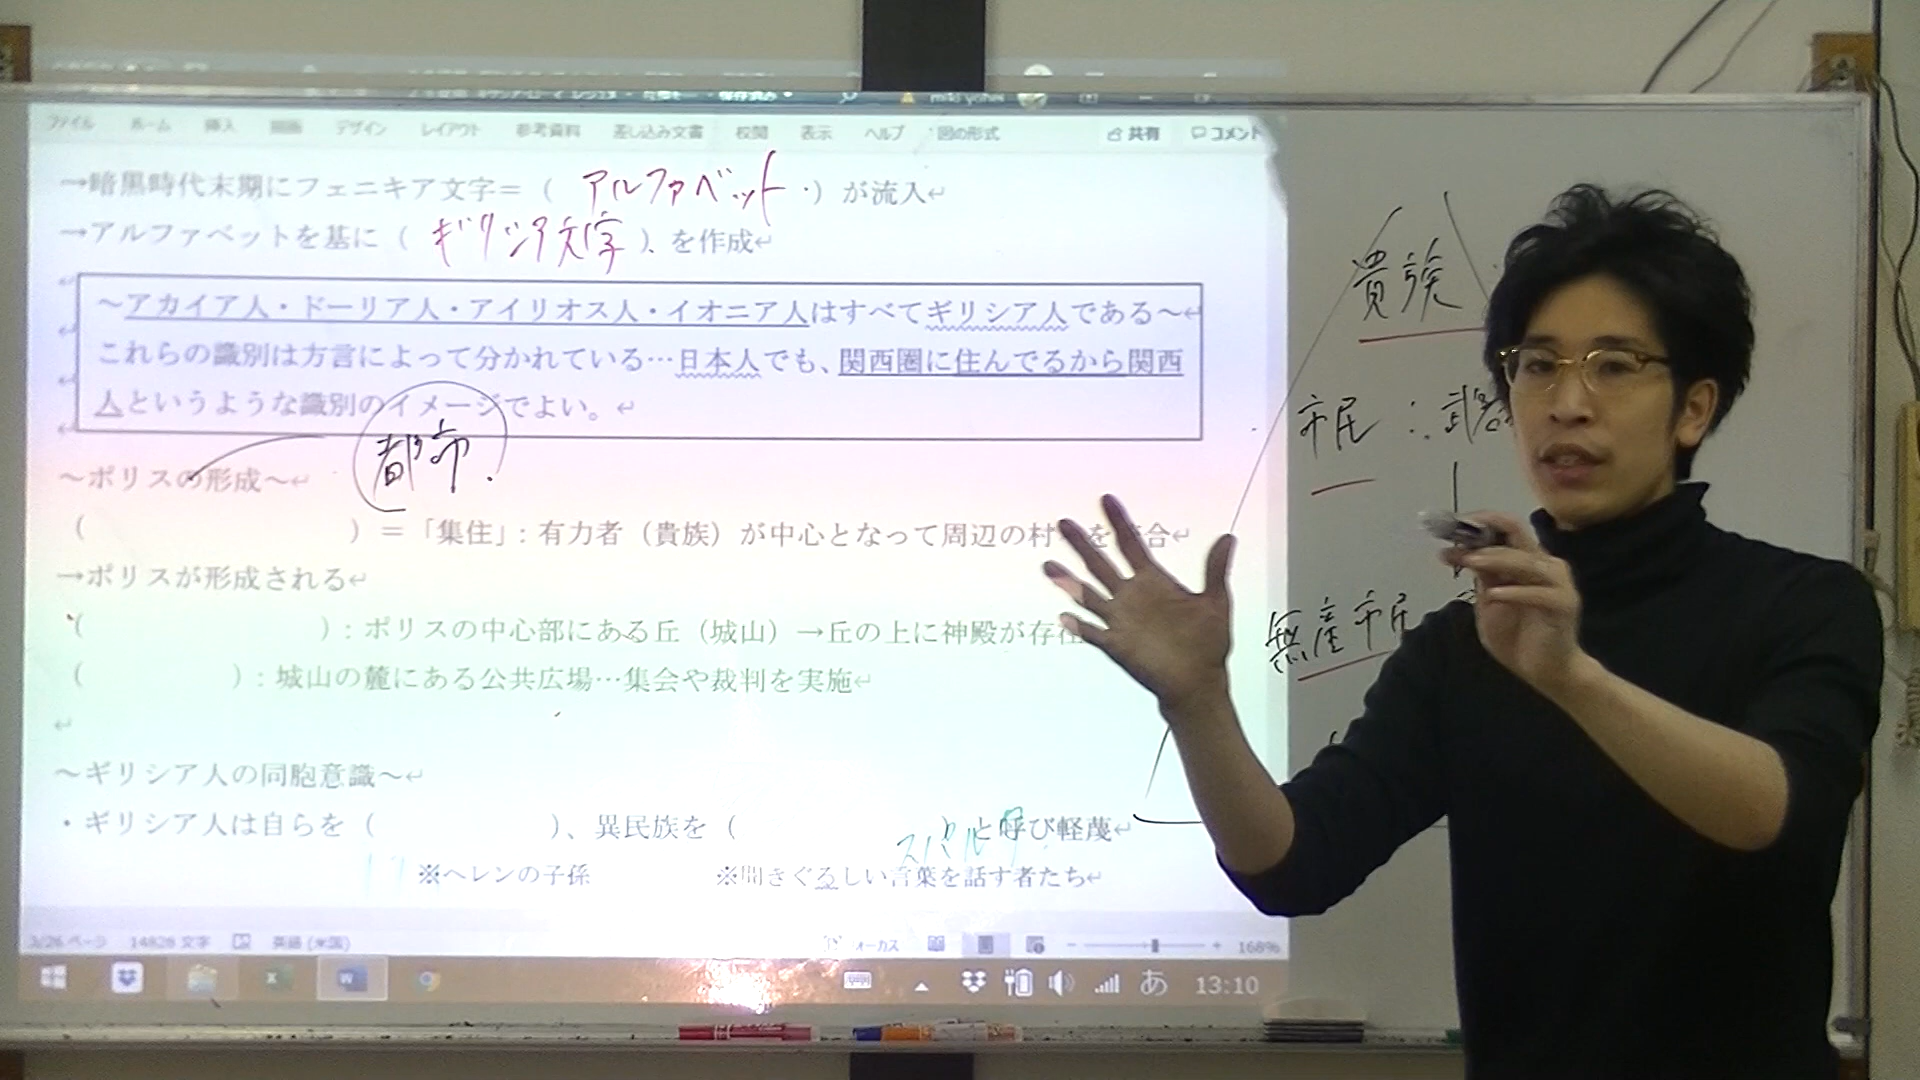 ファイル ホーム 挿入 描画 デザイン レイアウト 参考資料 差し込み文書 校閲 表示 ヘルプ 図の形式 共有 コメント
→暗黒時代末期にフェニキア文字＝（ アルファベット ）が流入
→アルファベットを基に（ ギリシア文字 ）を作成
～アカイア人・ドーリア人・アイリオス人・イオニア人はすべてギリシア人である～
これらの識別は方言によって分かれている…日本人でも、関西圏に住んでるから関西
人というような識別のイメージでよい。
都市
～ポリスの形成～
（ ）＝「集住」：有力者（貴族）が中心となって周辺の村 を 合
→ポリスが形成される
（ ）：ポリスの中心部にある丘（城山）→丘の上に神殿が存在
（ ）：城山の麓にある公共広場…集会や裁判を実施
～ギリシア人の同胞意識～
・ギリシア人は自らを（ ）、異民族を（ ）と呼び軽蔑
スパルタ
※ヘレンの子孫 ※聞きぐるしい言葉を話す者たち
3/26 ページ 14828 文字 英語 (米国) 168%
あ 13:10
貴族
市民：武器
無産市民